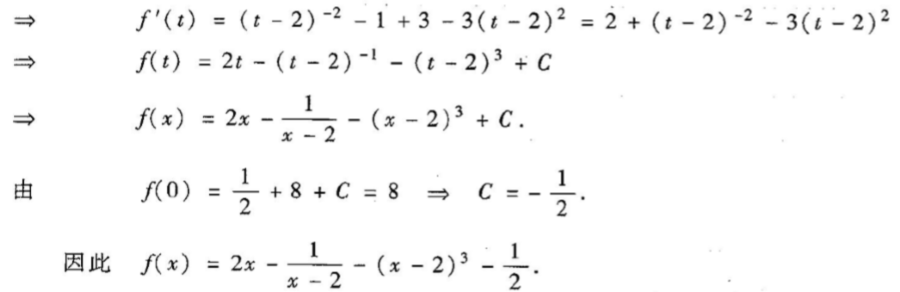 ⇒ f'(t) = (t - 2)⁻² - 1 + 3 - 3(t - 2)² = 2 + (t - 2)⁻² - 3(t - 2)²
⇒ f(t) = 2t - (t - 2)⁻¹ - (t - 2)³ + C
⇒ f(x) = 2x - 1/(x - 2) - (x - 2)³ + C.
由 f(0) = 1/2 + 8 + C = 8 ⇒ C = - 1/2.
因此 f(x) = 2x - 1/(x - 2) - (x - 2)³ - 1/2.